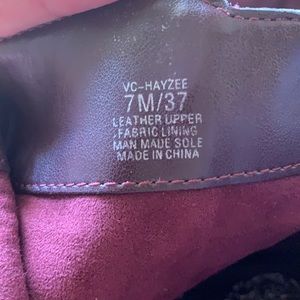 VC-HAYZEE
7M/37
LEATHER UPPER
FABRIC LINING
MAN MADE SOLE
MADE IN CHINA